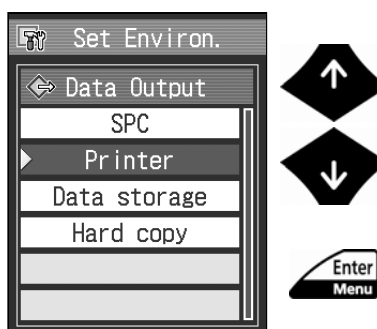 Set Environ.
Data Output
SPC
Printer
Data storage
Hard copy
Enter
Menu